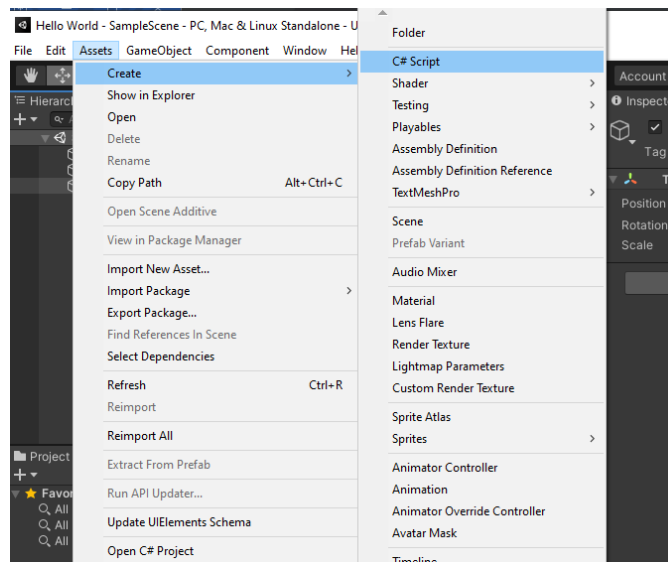 Hello World - SampleScene - PC, Mac & Linux Standalone - U
File Edit Assets GameObject Component Window Hel
Account
Hierarc
Inspect
Tag
Position
Rotation
Scale
Create
Show in Explorer
Open
Delete
Rename
Copy Path Alt+Ctrl+C
Open Scene Additive
View in Package Manager
Import New Asset...
Import Package
Export Package...
Find References In Scene
Select Dependencies
Refresh Ctrl+R
Reimport
Reimport All
Extract From Prefab
Run API Updater...
Update UIElements Schema
Open C# Project
Folder
C# Script
Shader
Testing
Playables
Assembly Definition
Assembly Definition Reference
TextMeshPro
Scene
Prefab Variant
Audio Mixer
Material
Lens Flare
Render Texture
Lightmap Parameters
Custom Render Texture
Sprite Atlas
Sprites
Animator Controller
Animation
Animator Override Controller
Avatar Mask
Timeline
Project
Favor
All
All
All